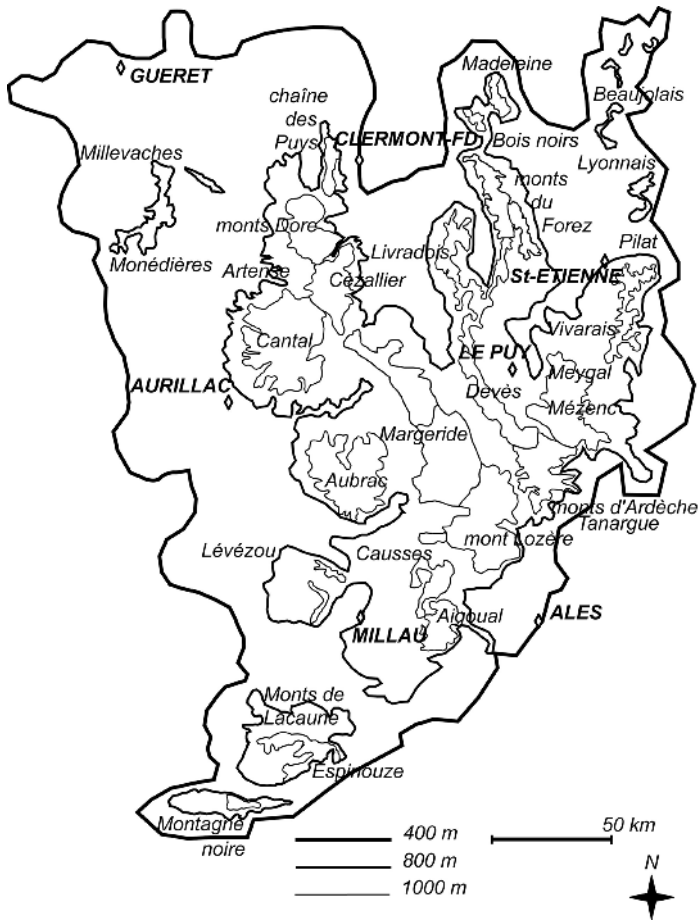 Madeleine
GUERET
Beaujolais
chaîne
des
Puys
CLERMONT-FD
Bois noirs
Millevaches
Lyonnais
monts
du
Forez
monts Dore
Pilat
Livradois
Monédières
Artense
Cézallier
St-ETIENNE
Vivarais
Cantal
LE PUY
Meygal
AURILLAC
Devès
Mézenc
Margeride
Aubrac
monts d'Ardèche
Tanargue
mont Lozère
Lévézou
Causses
Aigoual
ALES
MILLAU
Monts de
Lacaune
Espinouze
Montagne
noire
400 m
50 km
800 m
N
1000 m